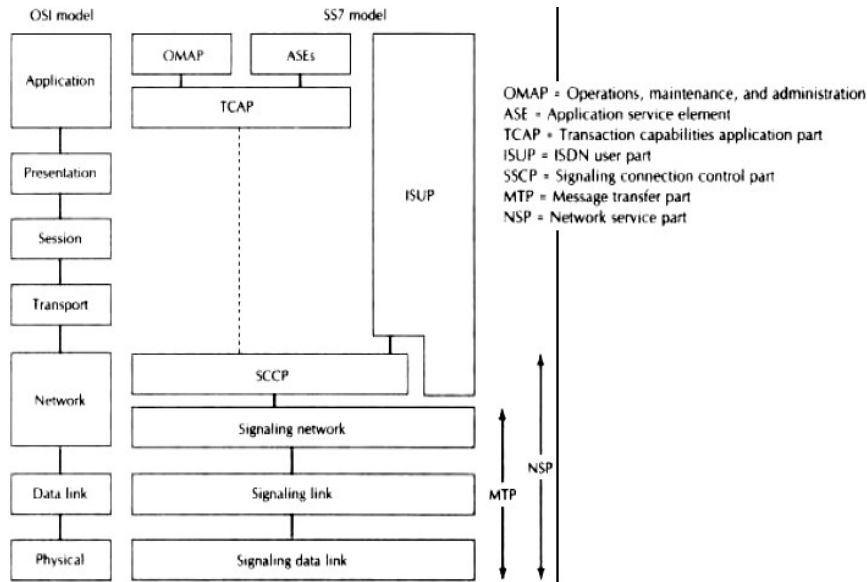 OSI model
SS7 model
OMAP
ASEs
Application
TCAP
Presentation
ISUP
Session
Transport
SCCP
Network
Signaling network
Data link
Signaling link
MTP
NSP
Physical
Signaling data link
OMAP = Operations, maintenance, and administration
ASE = Application service element
TCAP = Transaction capabilities application part
ISUP = ISDN user part
SSCP = Signaling connection control part
MTP = Message transfer part
NSP = Network service part